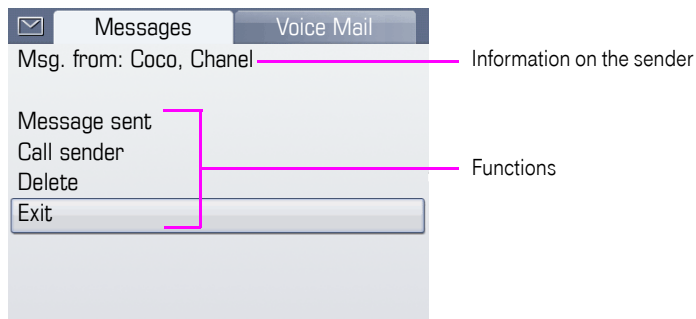 Messages Voice Mail
Msg. from: Coco, Chanel Information on the sender
Message sent
Call sender
Functions
Delete
Exit